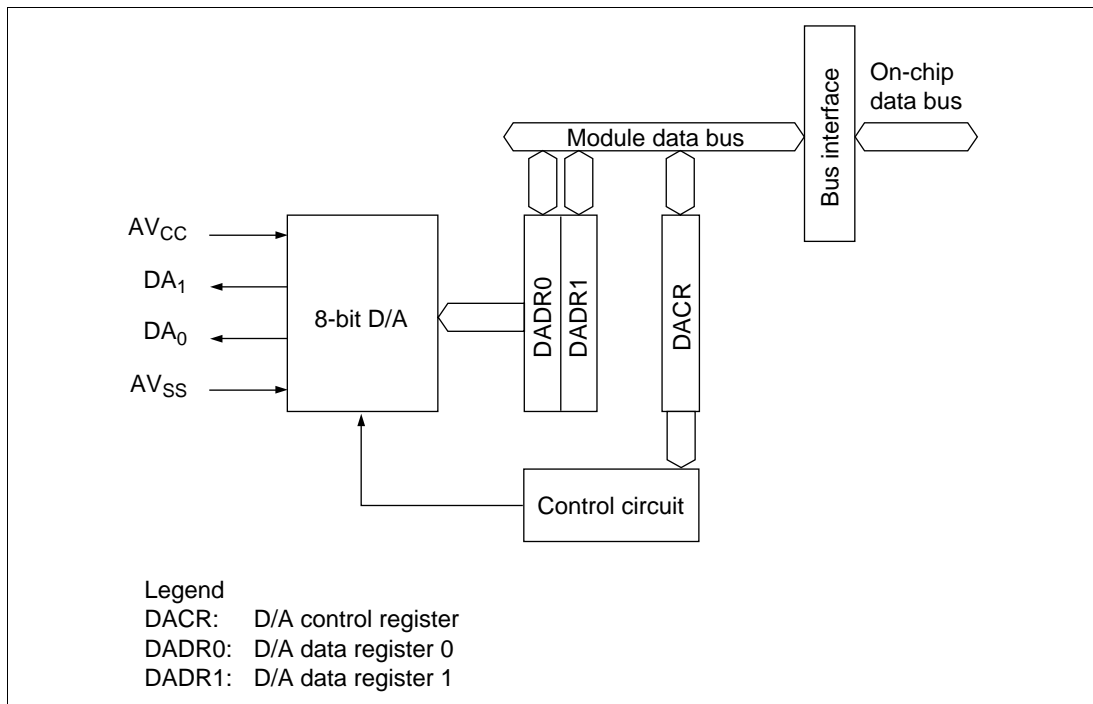 On-chip
data bus
Bus interface
Module data bus
AVCC
DA1
DA0
AVSS
8-bit D/A
DADR0
DADR1
DACR
Control circuit
Legend
DACR: D/A control register
DADR0: D/A data register 0
DADR1: D/A data register 1